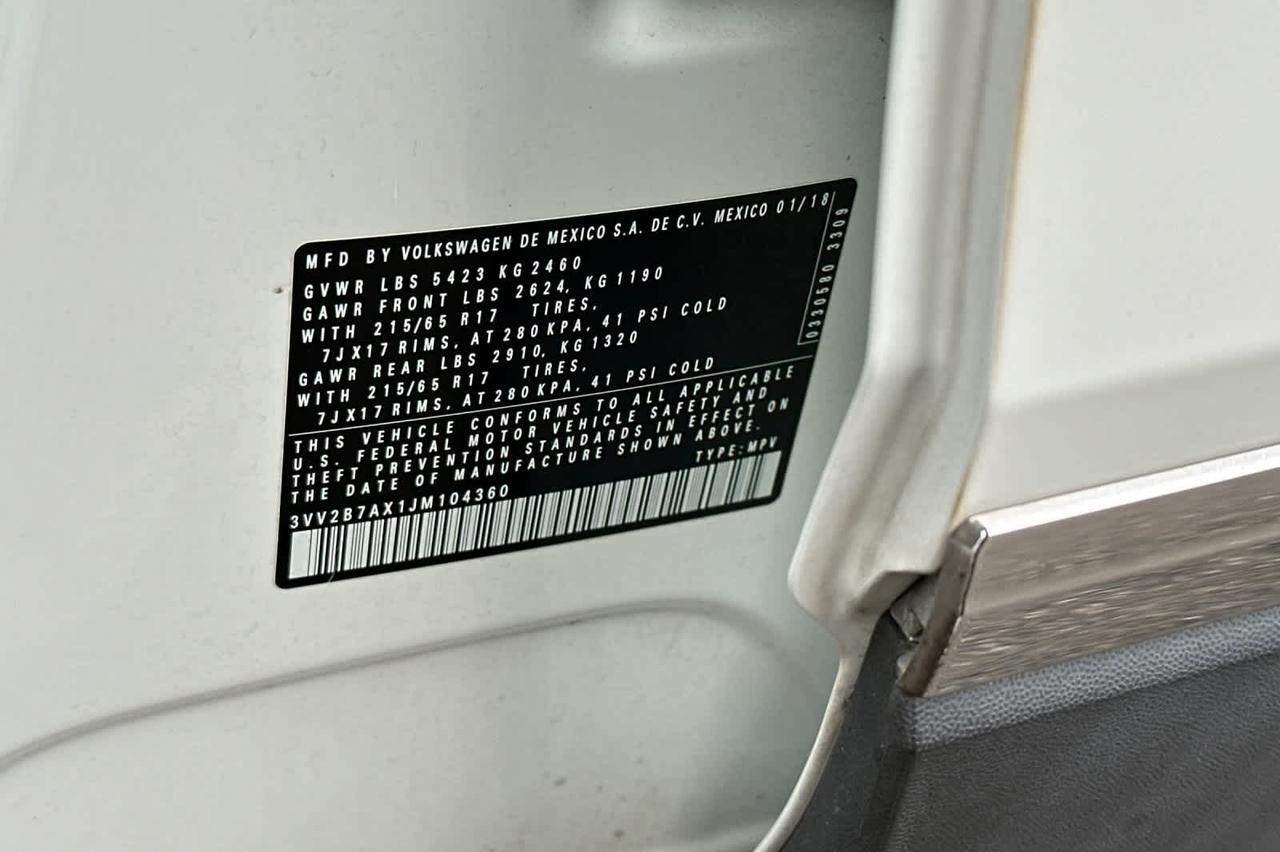 MFD BY VOLKSWAGEN DE MEXICO S.A. DE C.V. MEXICO 01/18
GVWR LBS 5423 KG 2460
GAWR FRONT LBS 2624, KG 1190
WITH 215/65 R17 TIRES,
7JX17 RIMS, AT 280 KPA, 41 PSI COLD
GAWR REAR LBS 2910, KG 1320
WITH 215/65 R17 TIRES,
7JX17 RIMS, AT 280 KPA, 41 PSI COLD
0330580 3309
THIS VEHICLE CONFORMS TO ALL APPLICABLE
U.S. FEDERAL MOTOR VEHICLE SAFETY AND
THEFT PREVENTION STANDARDS IN EFFECT ON
THE DATE OF MANUFACTURE SHOWN ABOVE.
TYPE: MPV
3VV2B7AX1JM104360